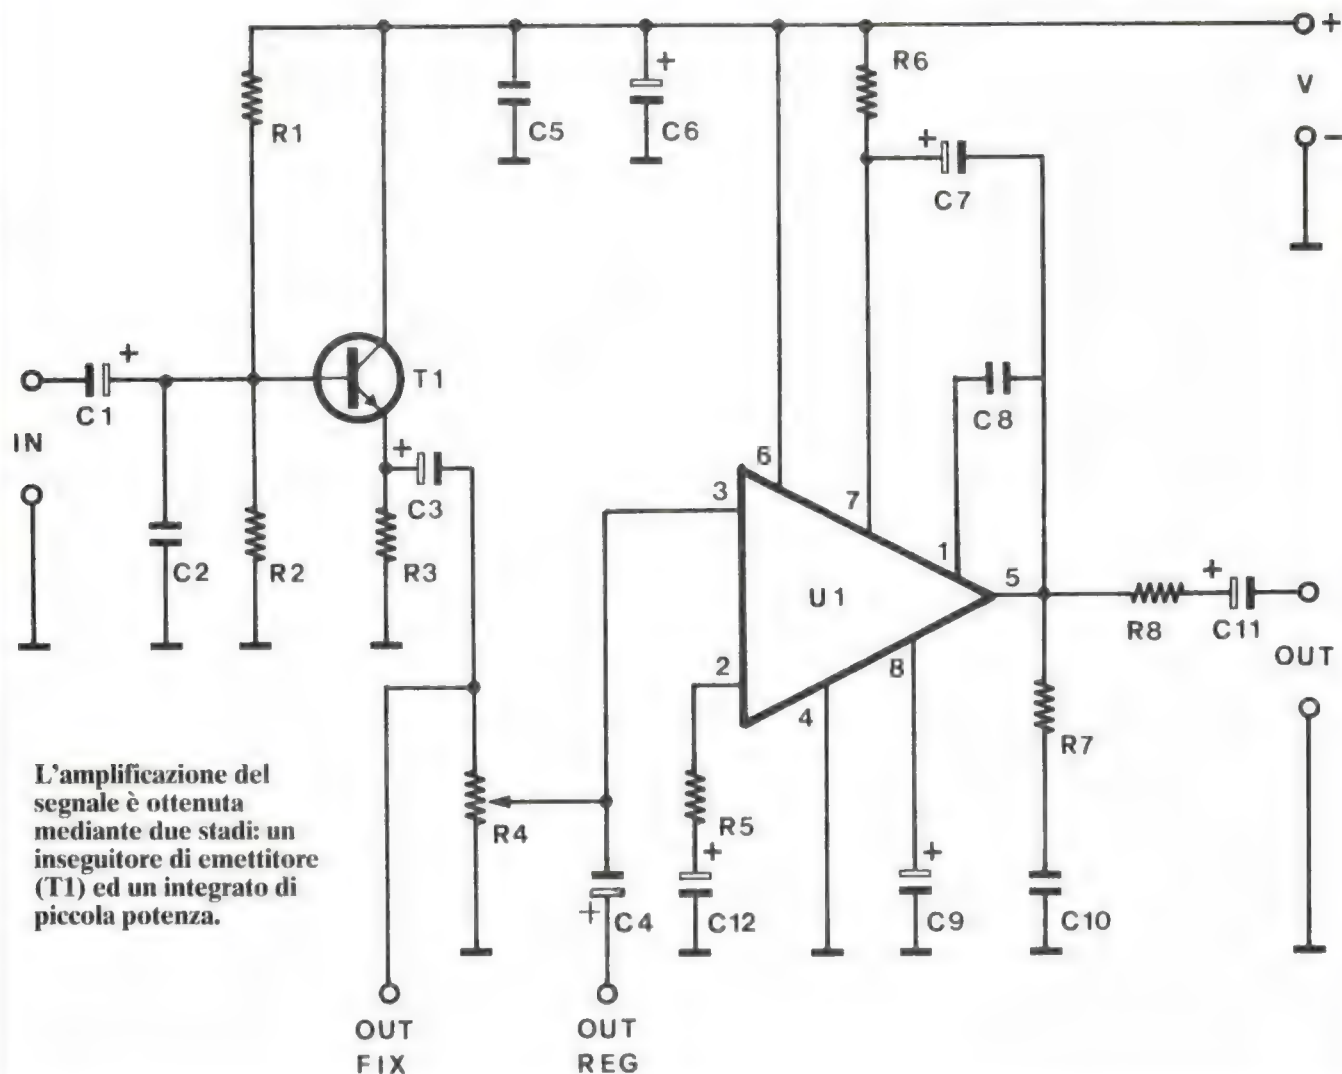 +
R6
V
+
+
R1
C5
C6
-
C7
+
T1
C1
C8
IN
+
6
3
7
C3
1
5
+
C2
R2
R3
U1
R8
C11
2
8
OUT
4
R7
L'amplificazione del
segnale è ottenuta
mediante due stadi: un
inseguitore di emettitore
(T1) ed un integrato di
piccola potenza.
R4
R5
+
+
+
C4
C12
C9
C10
OUT
FIX
OUT
REG